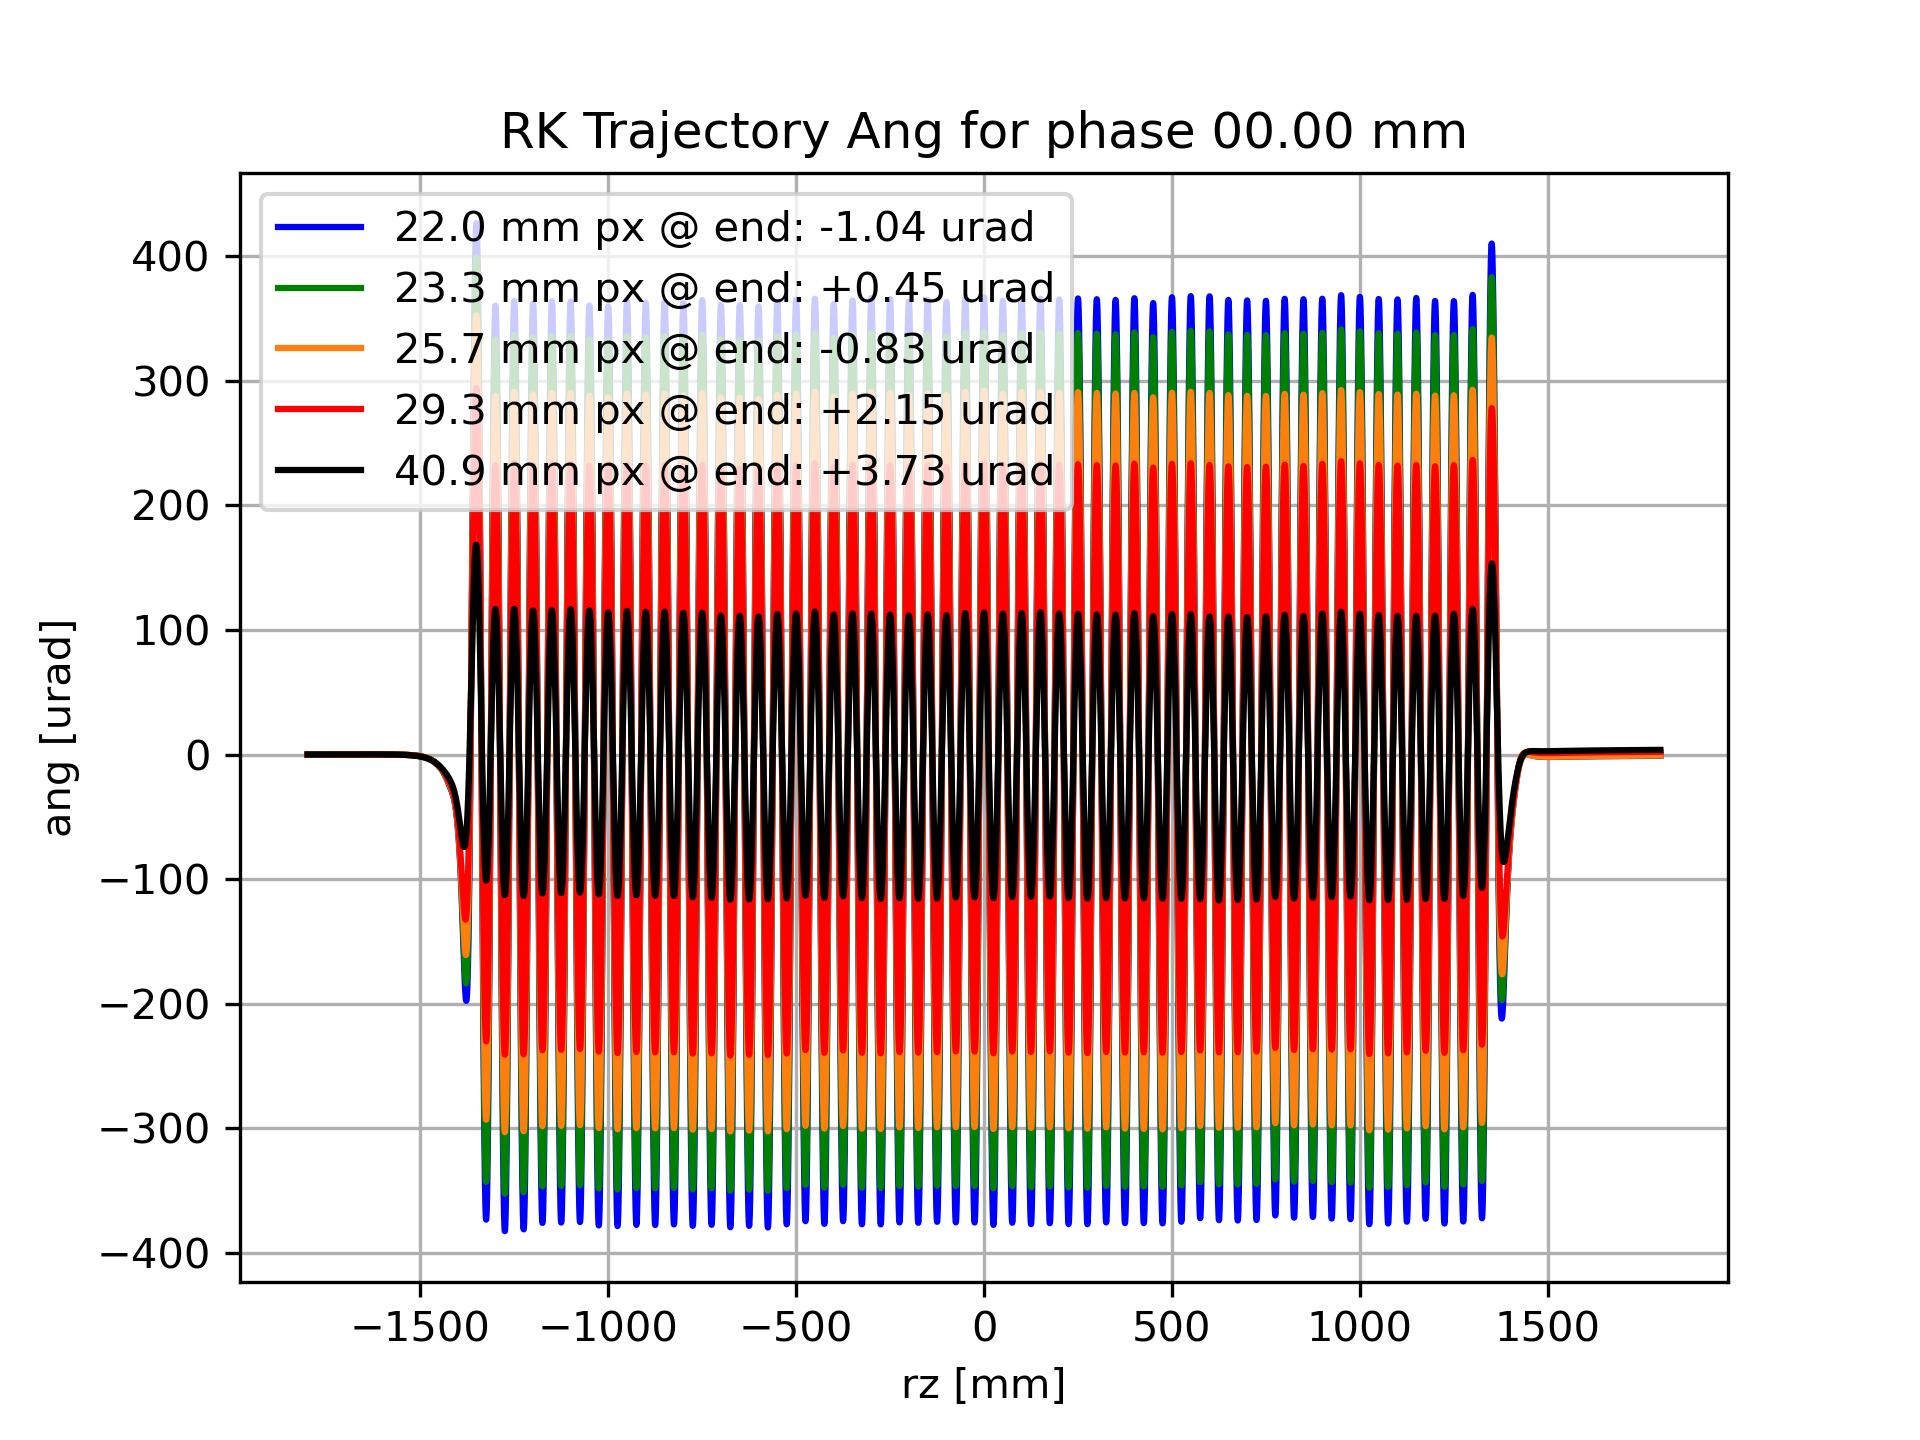 RK Trajectory Ang for phase 00.00 mm
22.0 mm px @ end: -1.04 urad
23.3 mm px @ end: +0.45 urad
25.7 mm px @ end: -0.83 urad
29.3 mm px @ end: +2.15 urad
40.9 mm px @ end: +3.73 urad
ang [urad]
400
300
200
100
0
−100
−200
−300
−400
−1500 −1000 −500 0 500 1000 1500
rz [mm]